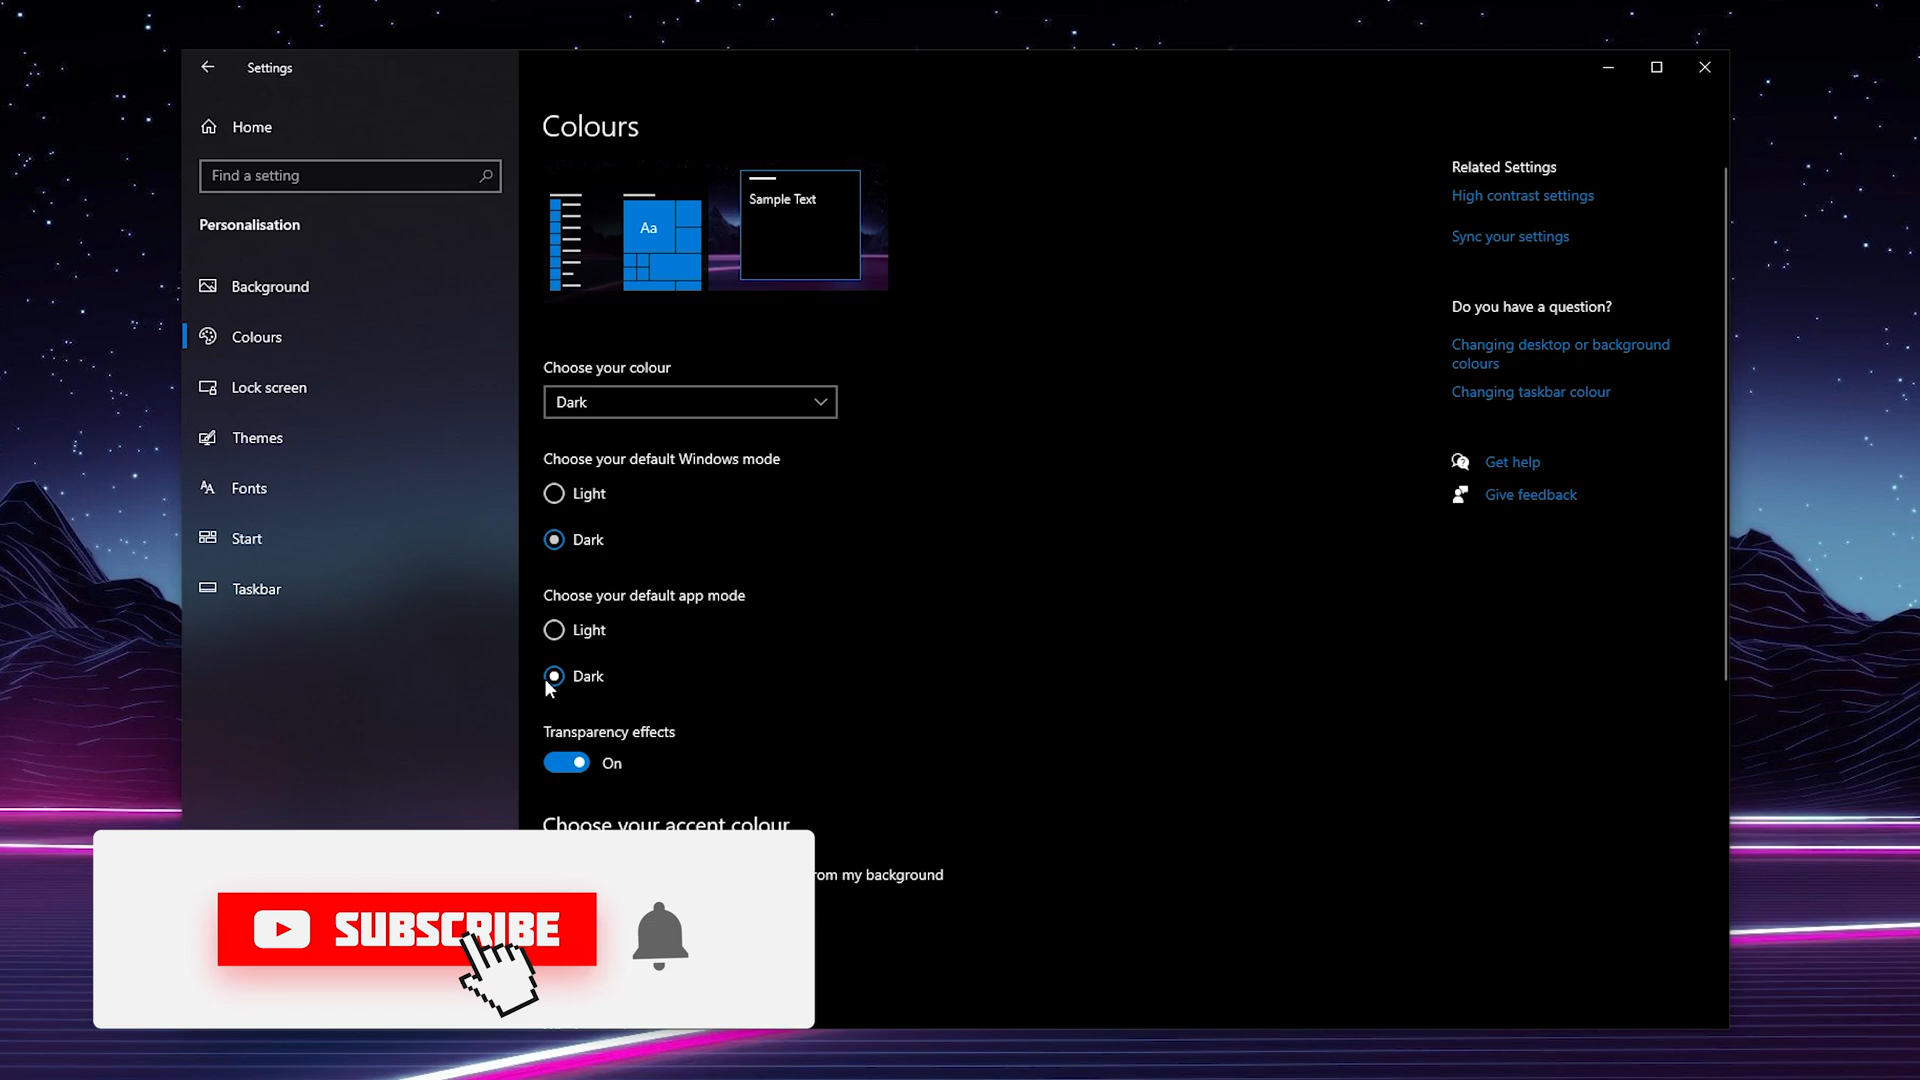 Settings
Home
Find a setting
Personalisation
Background
Colours
Lock screen
Themes
Fonts
Start
Taskbar
Colours
Aa
Sample Text
Choose your colour
Dark
Choose your default Windows mode
Light
Dark
Choose your default app mode
Light
Dark
Transparency effects
On
Choose your accent colour
from my background
Related Settings
High contrast settings
Sync your settings
Do you have a question?
Changing desktop or background
colours
Changing taskbar colour
Get help
Give feedback
SUBSCRIBE